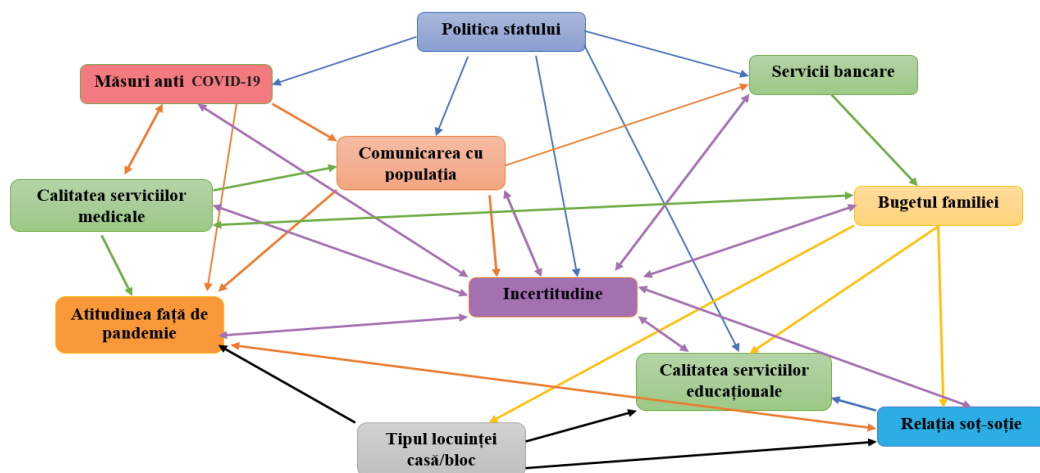 Politica statului
Măsuri anti COVID-19
Servicii bancare
Comunicarea cu
populația
Calitatea serviciilor
medicale
Bugetul familiei
Incertitudine
Atitudinea față de
pandemie
Calitatea serviciilor
educaționale
Tipul locuinței
casă/bloc
Relația soț-soție